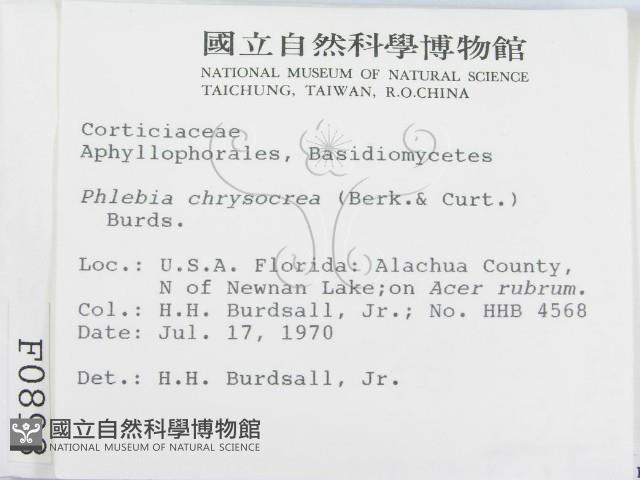 國立自然科學博物館
NATIONAL MUSEUM OF NATURAL SCIENCE
TAICHUNG, TAIWAN, R.O.CHINA
Corticiaceae
Aphyllophorales, Basidiomycetes
Phlebia chrysocrea (Berk.& Curt.)
Burds.
Loc.: U.S.A. Florida: Alachua County,
N of Newnan Lake;on Acer rubrum.
Col.: H.H. Burdsall, Jr.; No. HHB 4568
Date: Jul. 17, 1970
Det.: H.H. Burdsall, Jr.
國立自然科學博物館
NATIONAL MUSEUM OF NATURAL SCIENCE